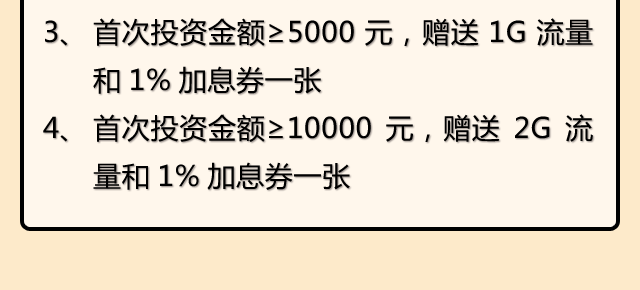 3、 首次投资金额≥5000 元，赠送 1G 流量
和 1% 加息券一张
4、 首次投资金额≥10000 元，赠送 2G 流
量和 1% 加息券一张